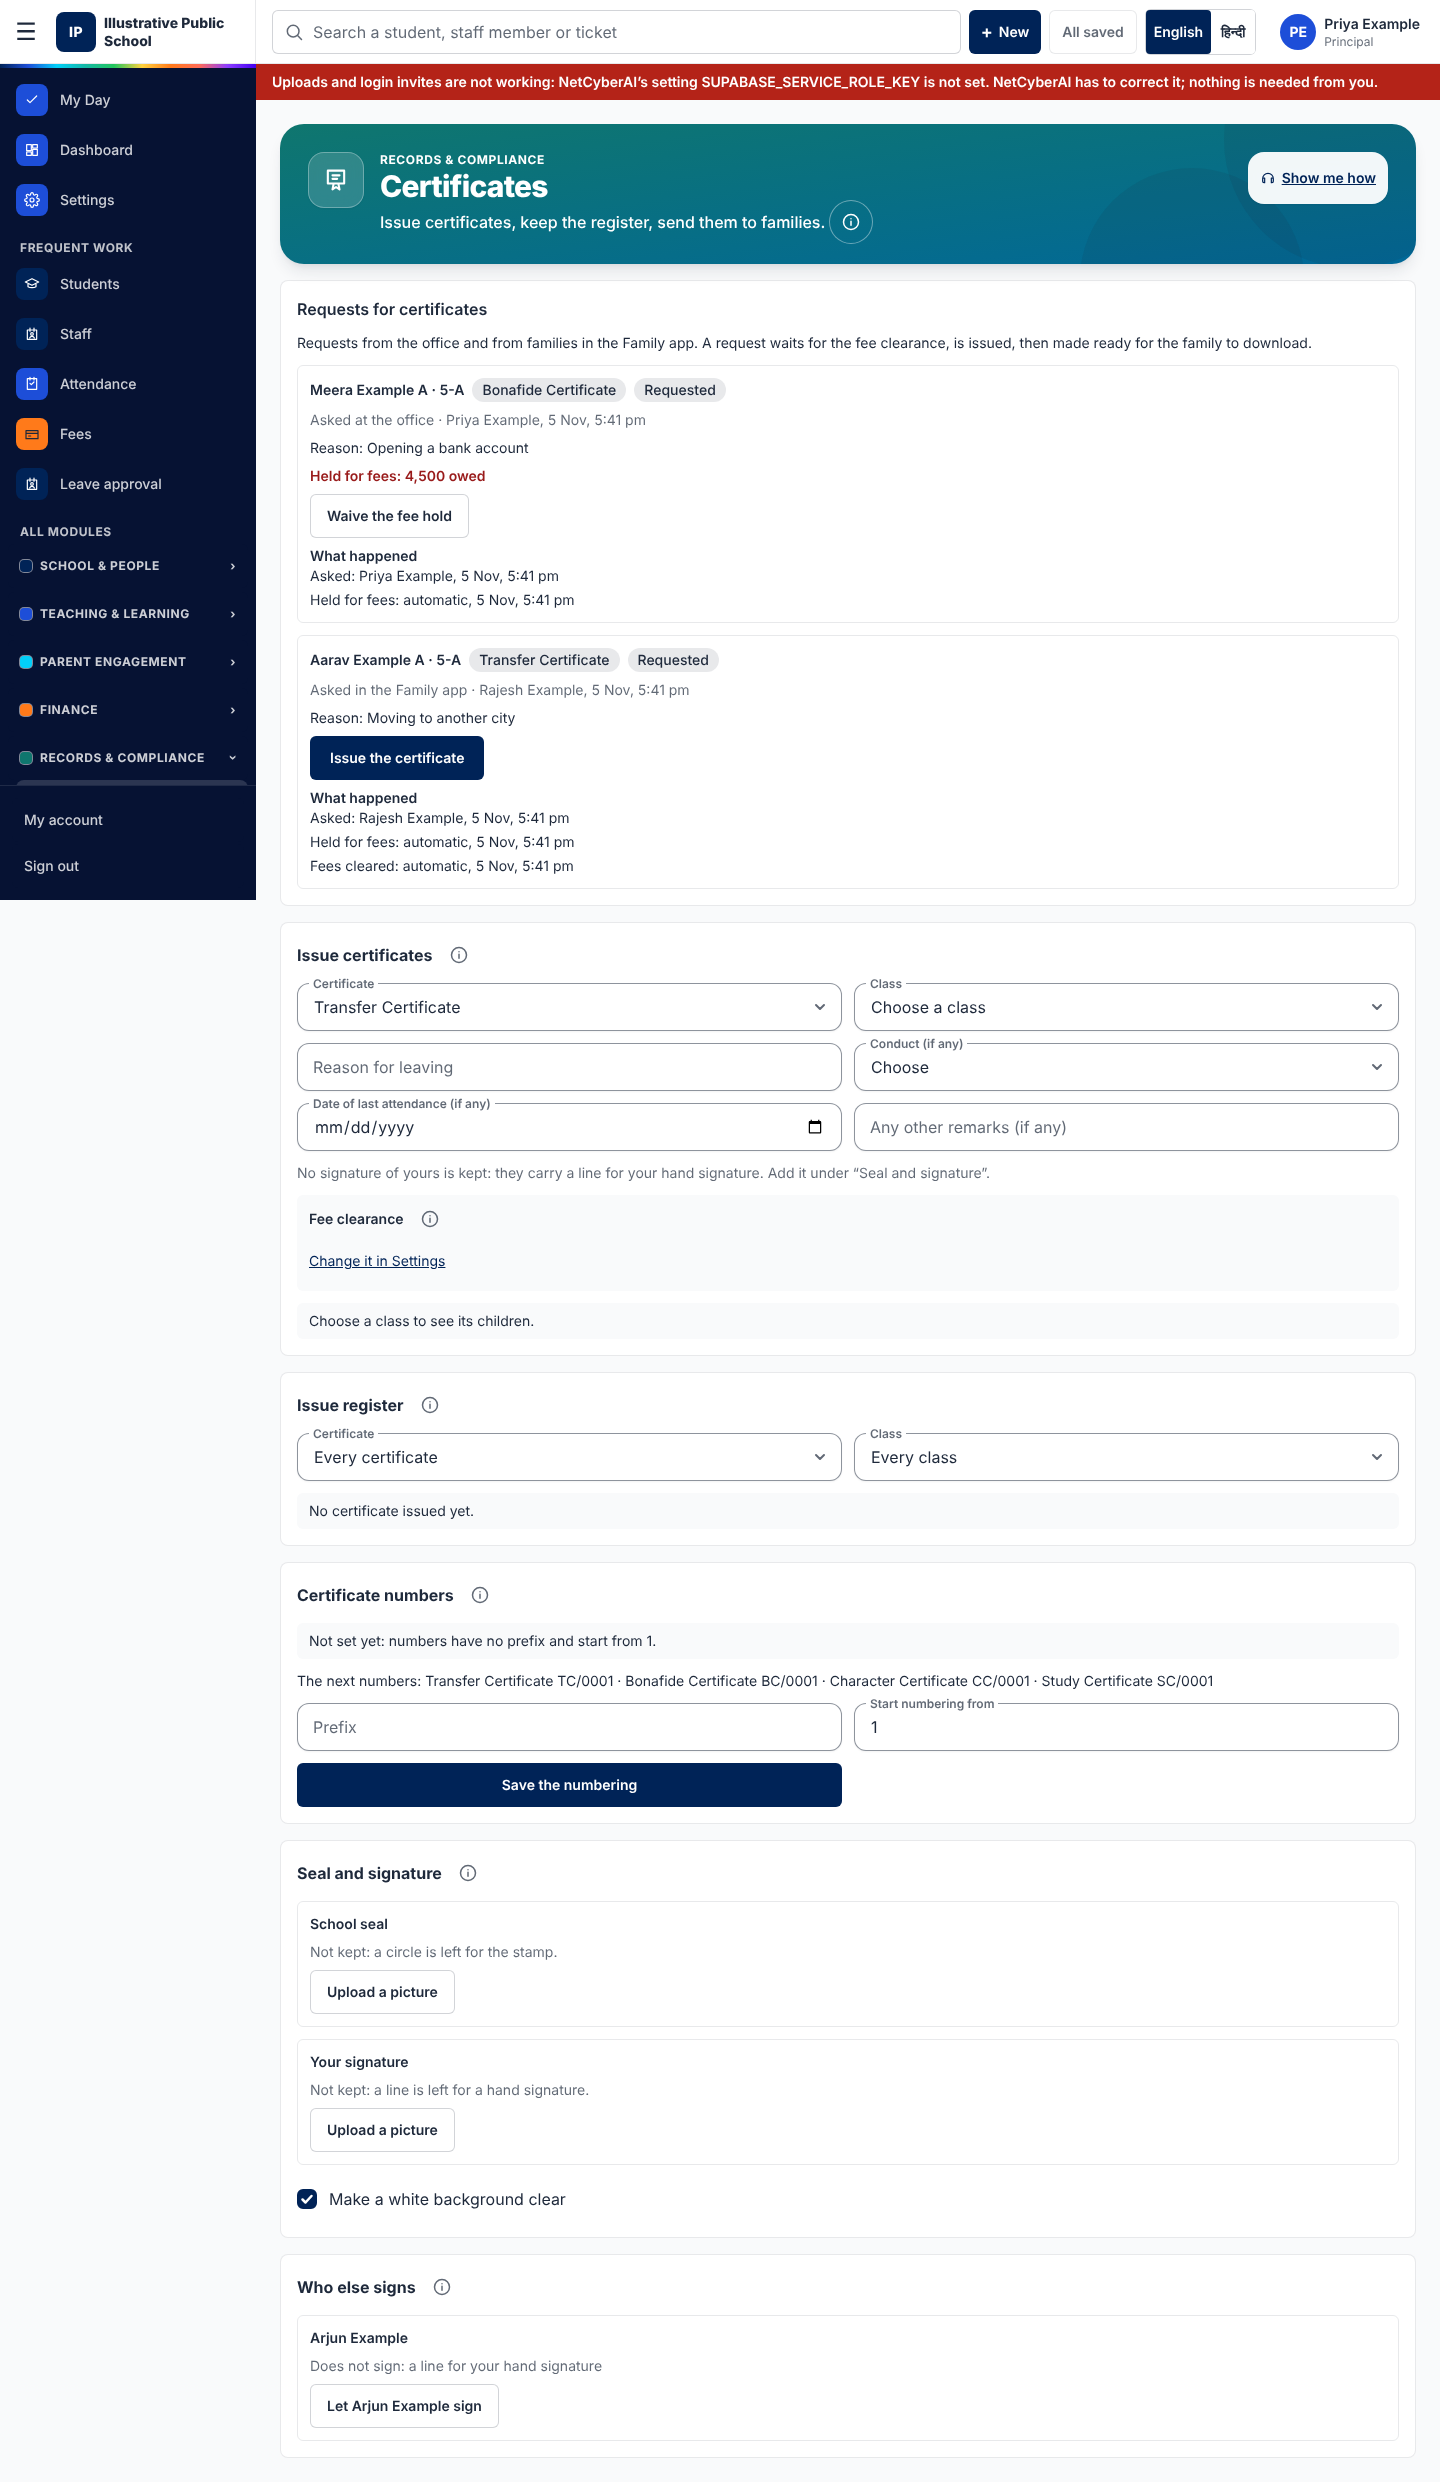 IP
Illustrative Public
School
Search a student, staff member or ticket
+ New
All saved
English
हिन्दी
PE
Priya Example
Principal
Uploads and login invites are not working: NetCyberAI’s setting SUPABASE_SERVICE_ROLE_KEY is not set. NetCyberAI has to correct it; nothing is needed from you.
My Day
Dashboard
Settings
FREQUENT WORK
Students
Staff
Attendance
Fees
Leave approval
ALL MODULES
SCHOOL & PEOPLE
TEACHING & LEARNING
PARENT ENGAGEMENT
FINANCE
RECORDS & COMPLIANCE
My account
Sign out
RECORDS & COMPLIANCE
Certificates
Issue certificates, keep the register, send them to families.
Show me how
Requests for certificates
Requests from the office and from families in the Family app. A request waits for the fee clearance, is issued, then made ready for the family to download.
Meera Example A · 5-A Bonafide Certificate Requested
Asked at the office · Priya Example, 5 Nov, 5:41 pm
Reason: Opening a bank account
Held for fees: 4,500 owed
Waive the fee hold
What happened
Asked: Priya Example, 5 Nov, 5:41 pm
Held for fees: automatic, 5 Nov, 5:41 pm
Aarav Example A · 5-A Transfer Certificate Requested
Asked in the Family app · Rajesh Example, 5 Nov, 5:41 pm
Reason: Moving to another city
Issue the certificate
What happened
Asked: Rajesh Example, 5 Nov, 5:41 pm
Held for fees: automatic, 5 Nov, 5:41 pm
Fees cleared: automatic, 5 Nov, 5:41 pm
Issue certificates
Certificate
Transfer Certificate
Class
Choose a class
Reason for leaving
Conduct (if any)
Choose
Date of last attendance (if any)
mm/dd/yyyy
Any other remarks (if any)
No signature of yours is kept: they carry a line for your hand signature. Add it under “Seal and signature”.
Fee clearance
Change it in Settings
Choose a class to see its children.
Issue register
Certificate
Every certificate
Class
Every class
No certificate issued yet.
Certificate numbers
Not set yet: numbers have no prefix and start from 1.
The next numbers: Transfer Certificate TC/0001 · Bonafide Certificate BC/0001 · Character Certificate CC/0001 · Study Certificate SC/0001
Prefix
Start numbering from
1
Save the numbering
Seal and signature
School seal
Not kept: a circle is left for the stamp.
Upload a picture
Your signature
Not kept: a line is left for a hand signature.
Upload a picture
Make a white background clear
Who else signs
Arjun Example
Does not sign: a line for your hand signature
Let Arjun Example sign